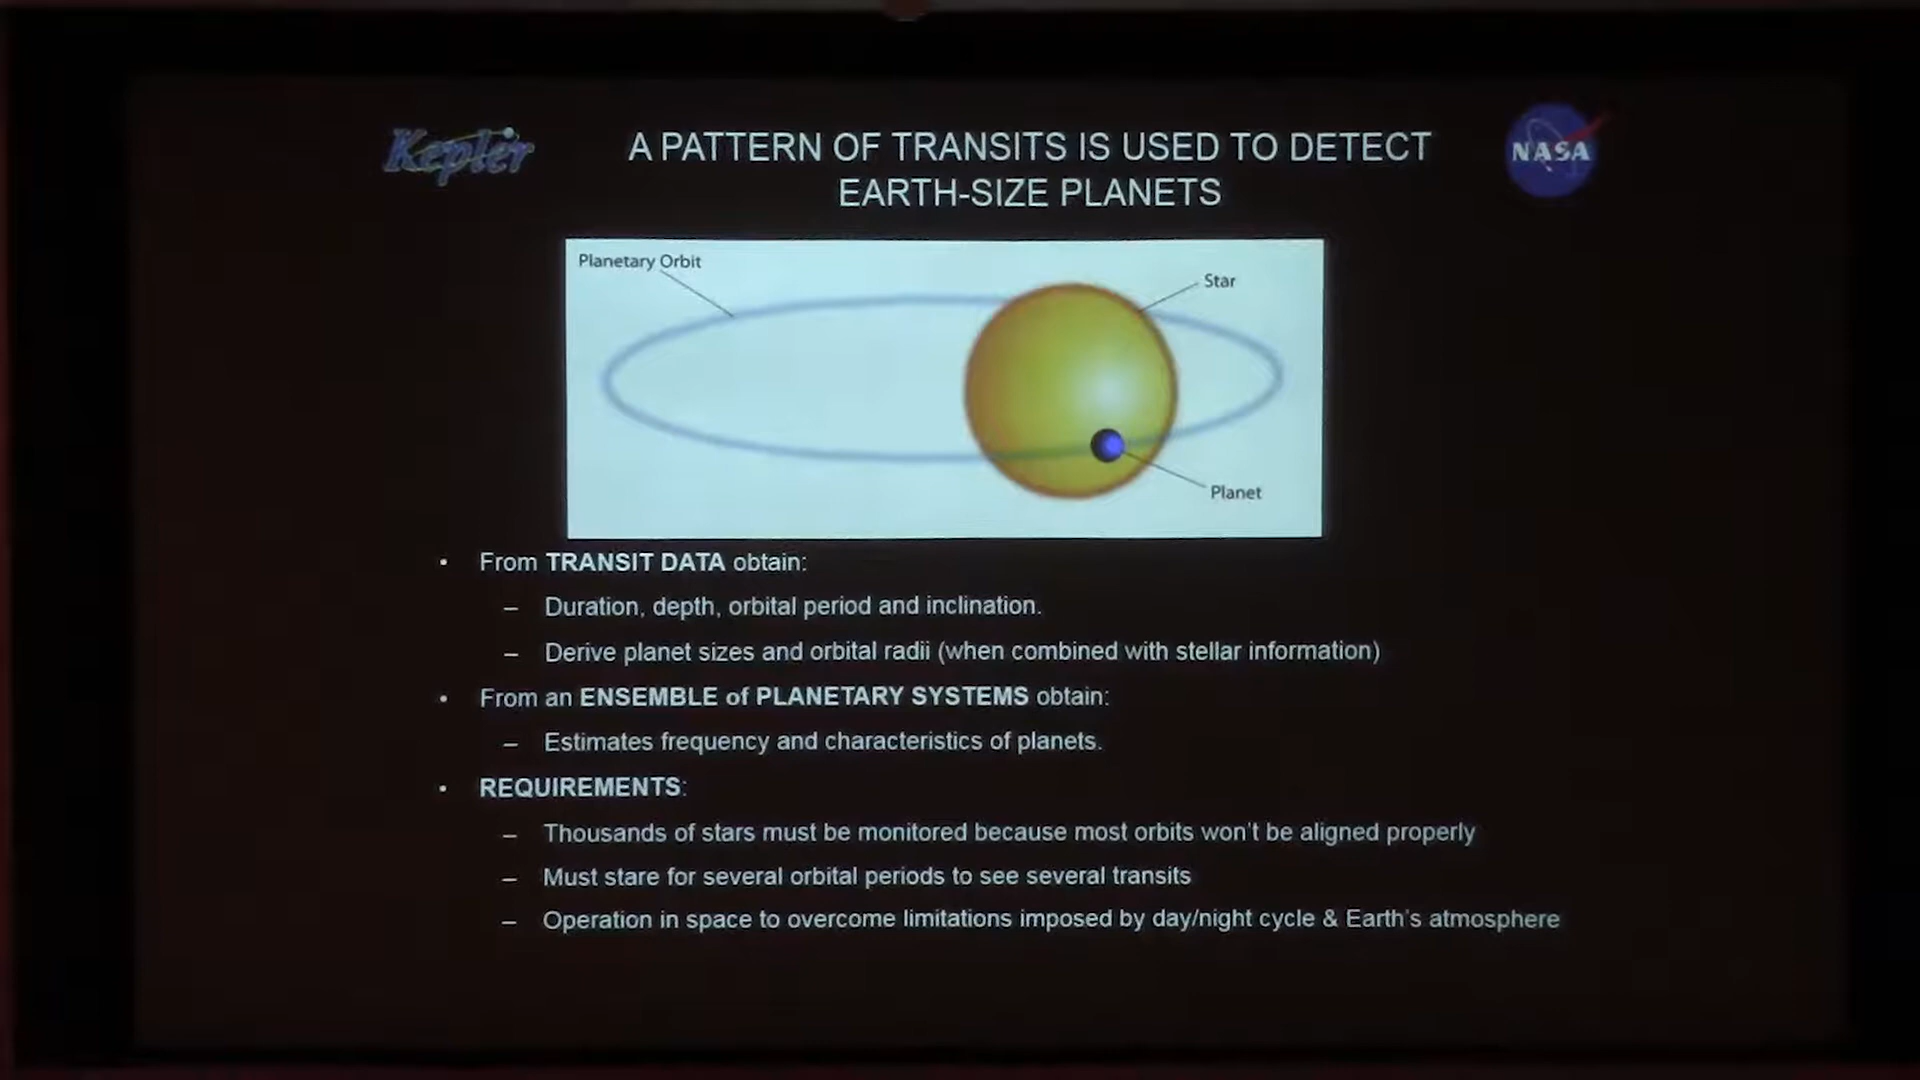 Kepler
A PATTERN OF TRANSITS IS USED TO DETECT
EARTH-SIZE PLANETS
NASA
Planetary Orbit
Star
Planet
• From TRANSIT DATA obtain:
– Duration, depth, orbital period and inclination.
– Derive planet sizes and orbital radii (when combined with stellar information)
• From an ENSEMBLE of PLANETARY SYSTEMS obtain:
– Estimates frequency and characteristics of planets.
• REQUIREMENTS:
– Thousands of stars must be monitored because most orbits won't be aligned properly
– Must stare for several orbital periods to see several transits
– Operation in space to overcome limitations imposed by day/night cycle & Earth's atmosphere